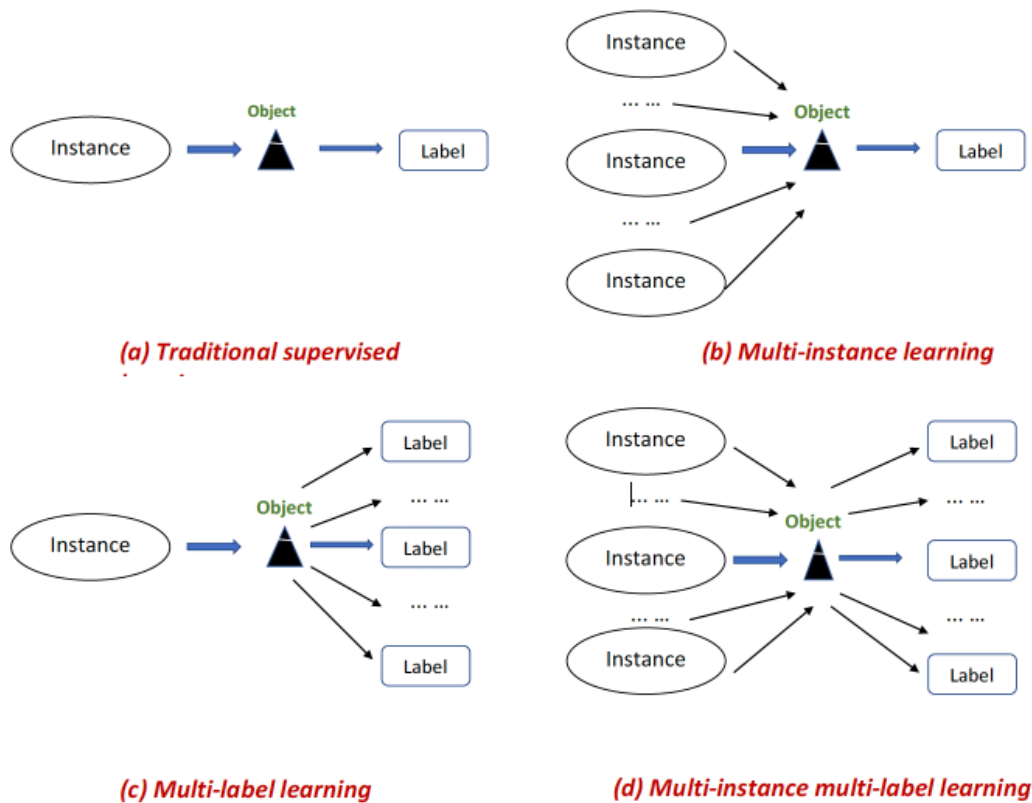 Instance
Object
Label
(a) Traditional supervised
Instance
... ...
Instance
... ...
Instance
Object
Label
(b) Multi-instance learning
Instance
Object
Label
... ...
Label
... ...
Label
(c) Multi-label learning
Instance
... ...
Instance
... ...
Instance
Object
Label
... ...
Label
... ...
Label
(d) Multi-instance multi-label learning